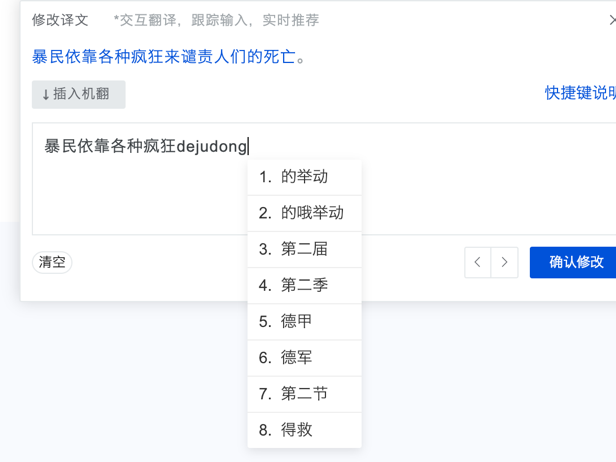 修改译文 *交互翻译，跟踪输入，实时推荐
暴民依靠各种疯狂来谴责人们的死亡。
↓插入机翻 快捷键说明
暴民依靠各种疯狂dejudong
1. 的举动
2. 的哦举动
3. 第二届
4. 第二季
5. 德甲
6. 德军
7. 第二节
8. 得救
清空 < > 确认修改